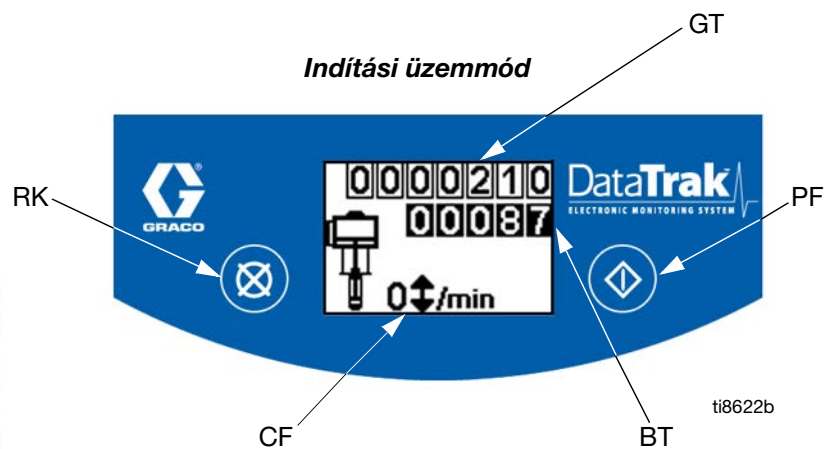 GT
Indítási üzemmód
0000210
DataTrak
ELECTRONIC MONITORING SYSTEM
GRACO
RK
PF
00087
0 /min
ti8622b
CF
BT